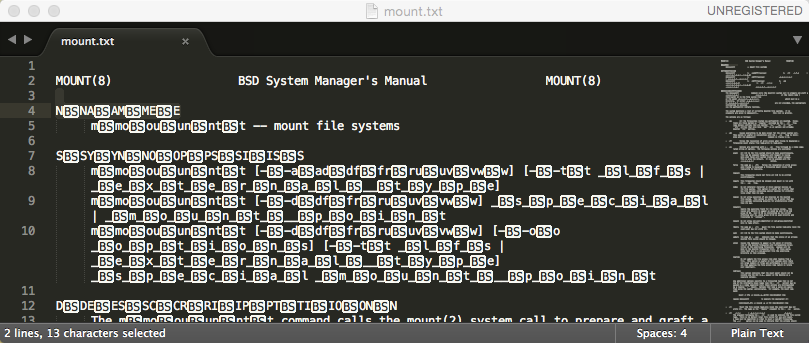 mount.txt
UNREGISTERED
mount.txt
1
2 MOUNT(8) BSD System Manager's Manual MOUNT(8)
3
4 NBSNABSAMBSMEBSE
5 mBSmoBSouBSunBSntBSt -- mount file systems
6
7 SBSSYBSYNBSNOBSOPBSPSBSSIBSISBSS
8 mBSmoBSouBSunBSntBSt [-BS-aBSadBSdfBSfrBSruBSuvBSvwBSw] [-BS-tBSt _BSl_BSf_BSs |
_BSe_BSx_BSt_BSe_BSr_BSn_BSa_BSl_BS__BSt_BSy_BSp_BSe]
9 mBSmoBSouBSunBSntBSt [-BS-dBSdfBSfrBSruBSuvBSvwBSw] _BSs_BSp_BSe_BSc_BSi_BSa_BSl
| _BSm_BSo_BSu_BSn_BSt_BS__BSp_BSo_BSi_BSn_BSt
10 mBSmoBSouBSunBSntBSt [-BS-dBSdfBSfrBSruBSuvBSvwBSw] [-BS-oBSo
_BSo_BSp_BSt_BSi_BSo_BSn_BSs] [-BS-tBSt _BSl_BSf_BSs |
_BSe_BSx_BSt_BSe_BSr_BSn_BSa_BSl_BS__BSt_BSy_BSp_BSe]
_BSs_BSp_BSe_BSc_BSi_BSa_BSl _BSm_BSo_BSu_BSn_BSt_BS__BSp_BSo_BSi_BSn_BSt
11
12 DBSDEBSESBSSCBSCRBSRIBSIPBSPTBSTIBSIOBSONBSN
13 The mBSmoBSouBSunBSntBSt command calls the mount(2) system call to prepare and graft a
2 lines, 13 characters selected
Spaces: 4
Plain Text